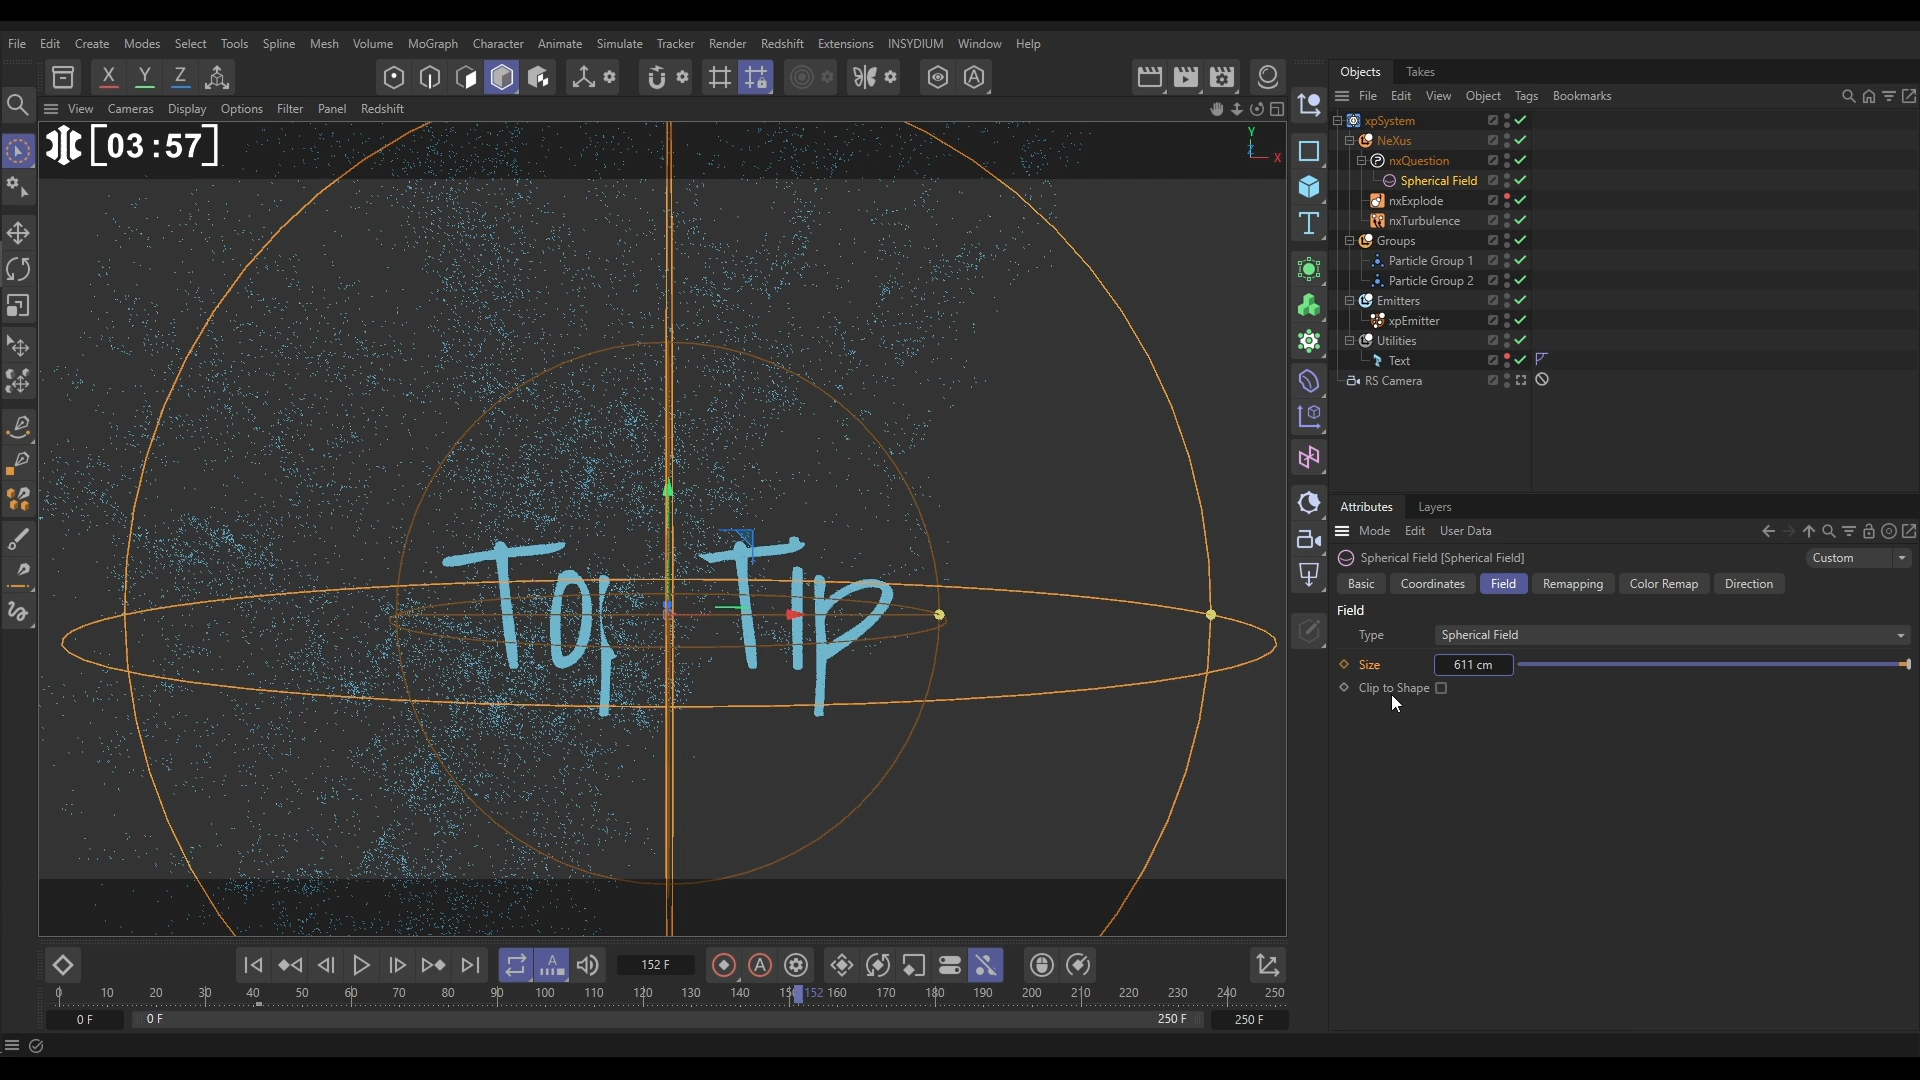 File Edit Create Modes Select Tools Spline Mesh Volume MoGraph Character Animate Simulate Tracker Render Redshift Extensions INSYDIUM Window Help
X Y Z
View Cameras Display Options Filter Panel Redshift
[03:57]
Y
Z
X
Top Tip
Objects Takes
File Edit View Object Tags Bookmarks
xpSystem
NeXus
nxQuestion
Spherical Field
nxExplode
nxTurbulence
Groups
Particle Group 1
Particle Group 2
Emitters
xpEmitter
Utilities
Text
RS Camera
Attributes Layers
Mode Edit User Data
Spherical Field [Spherical Field] Custom
Basic Coordinates Field Remapping Color Remap Direction
Field
Type Spherical Field
Size 611 cm
Clip to Shape
152 F
0 10 20 30 40 50 60 70 80 90 100 110 120 130 140 150 152 160 170 180 190 200 210 220 230 240 250
0 F 0 F 250 F 250 F